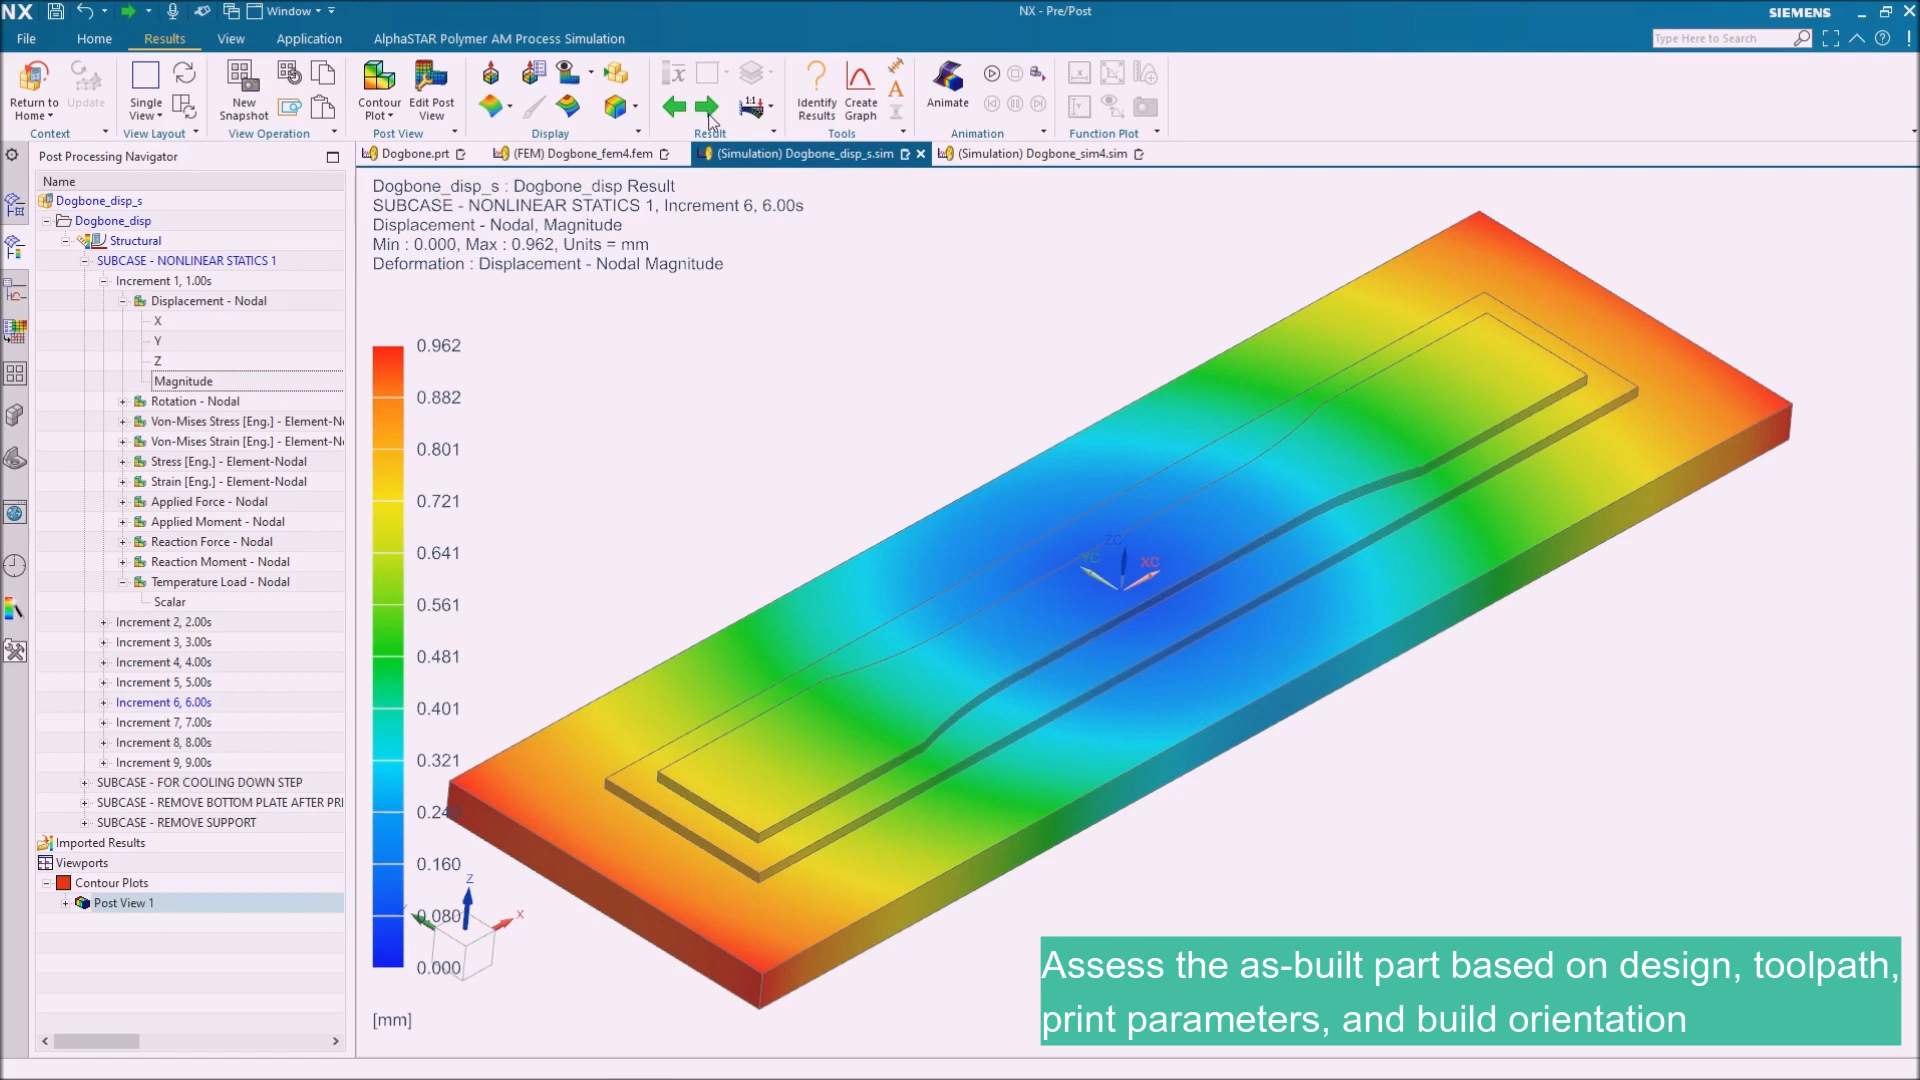 NX
Window
NX - Pre/Post
SIEMENS
File
Home
Results
View
Application
AlphaSTAR Polymer AM Process Simulation
Type Here to Search
Return to Home
Update
Context
Single View
View Layout
New Snapshot
View Operation
Contour Plot
Edit Post View
Post View
Display
1:1
Result
Identify Results
Create Graph
Tools
Animate
Animation
Function Plot
Post Processing Navigator
Dogbone.prt
(FEM) Dogbone_fem4.fem
(Simulation) Dogbone_disp_s.sim
(Simulation) Dogbone_sim4.sim
Name
Dogbone_disp_s
Dogbone_disp
Structural
SUBCASE - NONLINEAR STATICS 1
Increment 1, 1.00s
Displacement - Nodal
X
Y
Z
Magnitude
Rotation - Nodal
Von-Mises Stress [Eng.] - Element-N
Von-Mises Strain [Eng.] - Element-N
Stress [Eng.] - Element-Nodal
Strain [Eng.] - Element-Nodal
Applied Force - Nodal
Applied Moment - Nodal
Reaction Force - Nodal
Reaction Moment - Nodal
Temperature Load - Nodal
Scalar
Increment 2, 2.00s
Increment 3, 3.00s
Increment 4, 4.00s
Increment 5, 5.00s
Increment 6, 6.00s
Increment 7, 7.00s
Increment 8, 8.00s
Increment 9, 9.00s
SUBCASE - FOR COOLING DOWN STEP
SUBCASE - REMOVE BOTTOM PLATE AFTER PRI
SUBCASE - REMOVE SUPPORT
Imported Results
Viewports
Contour Plots
Post View 1
Dogbone_disp_s : Dogbone_disp Result
SUBCASE - NONLINEAR STATICS 1, Increment 6, 6.00s
Displacement - Nodal, Magnitude
Min : 0.000, Max : 0.962, Units = mm
Deformation : Displacement - Nodal Magnitude
0.962
0.882
0.801
0.721
0.641
0.561
0.481
0.401
0.321
0.160
0.080
0.000
[mm]
Z
X
ZC
YC
XC
Assess the as-built part based on design, toolpath,
print parameters, and build orientation